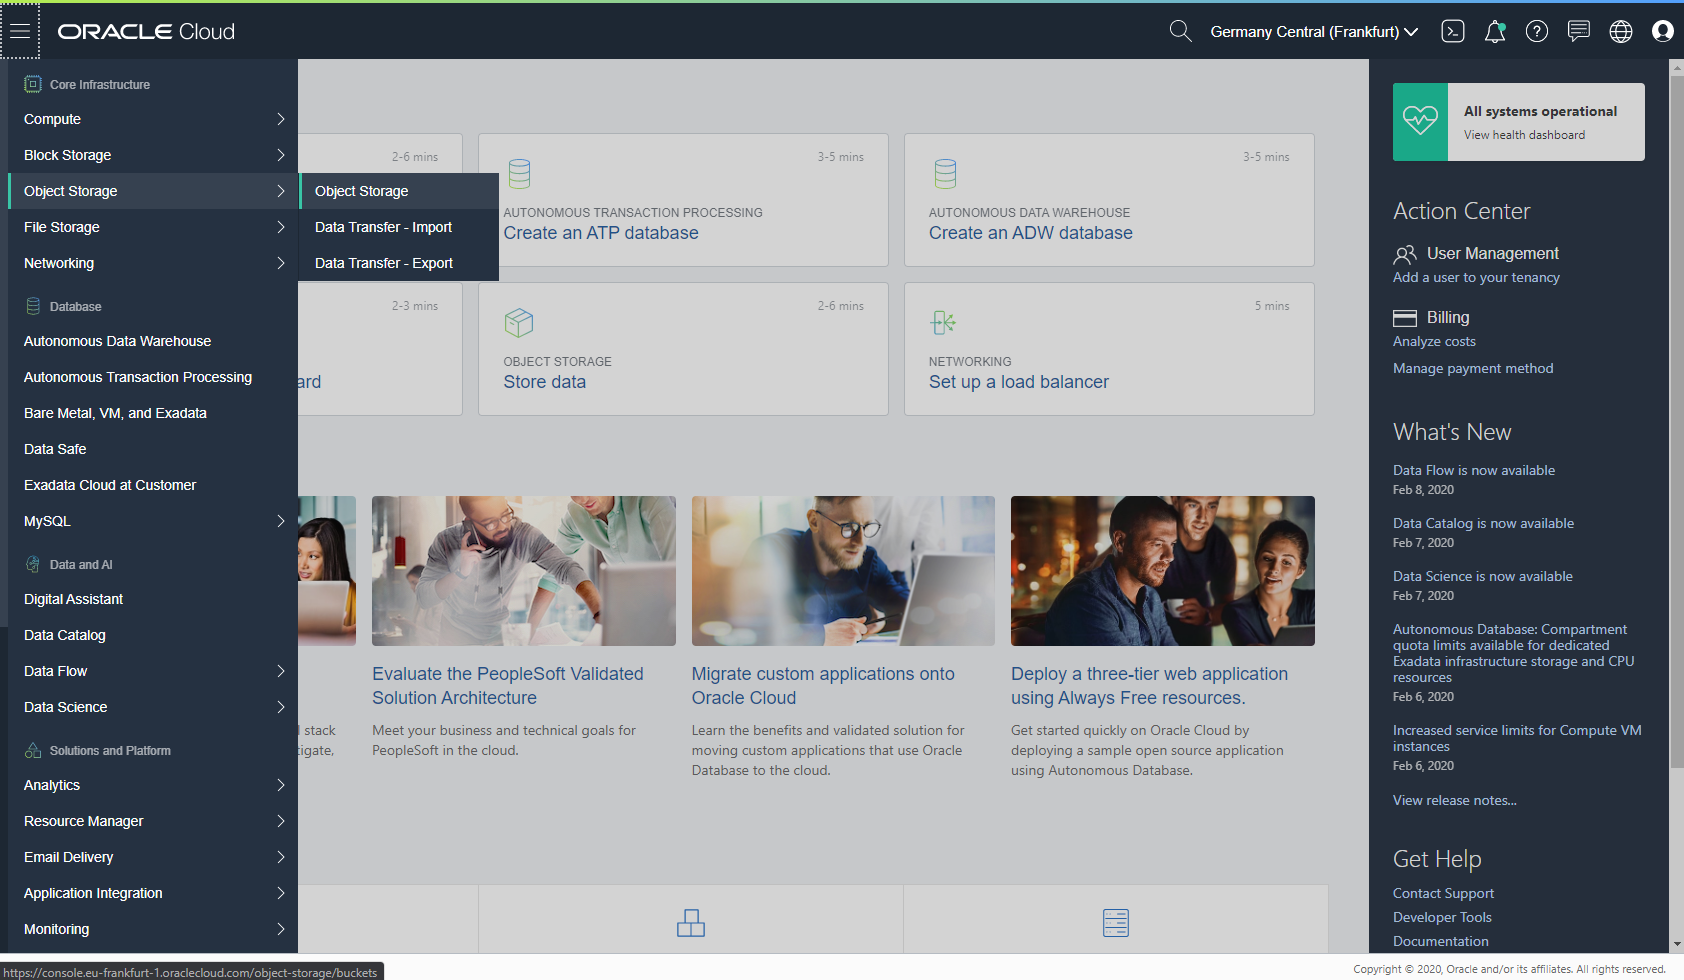 ORACLE Cloud
Germany Central (Frankfurt)
Core Infrastructure
Compute
Block Storage
Object Storage
File Storage
Networking
Object Storage
Data Transfer - Import
Data Transfer - Export
Database
Autonomous Data Warehouse
Autonomous Transaction Processing
Bare Metal, VM, and Exadata
Data Safe
Exadata Cloud at Customer
MySQL
Data and AI
Digital Assistant
Data Catalog
Data Flow
Data Science
Solutions and Platform
Analytics
Resource Manager
Email Delivery
Application Integration
Monitoring
2-6 mins
3-5 mins
AUTONOMOUS TRANSACTION PROCESSING
Create an ATP database
3-5 mins
AUTONOMOUS DATA WAREHOUSE
Create an ADW database
2-3 mins
ard
2-6 mins
OBJECT STORAGE
Store data
5 mins
NETWORKING
Set up a load balancer
stack
igate,
Evaluate the PeopleSoft Validated
Solution Architecture
Meet your business and technical goals for
PeopleSoft in the cloud.
Migrate custom applications onto
Oracle Cloud
Learn the benefits and validated solution for
moving custom applications that use Oracle
Database to the cloud.
Deploy a three-tier web application
using Always Free resources.
Get started quickly on Oracle Cloud by
deploying a sample open source application
using Autonomous Database.
All systems operational
View health dashboard
Action Center
User Management
Add a user to your tenancy
Billing
Analyze costs
Manage payment method
What's New
Data Flow is now available
Feb 8, 2020
Data Catalog is now available
Feb 7, 2020
Data Science is now available
Feb 7, 2020
Autonomous Database: Compartment
quota limits available for dedicated
Exadata infrastructure storage and CPU
resources
Feb 6, 2020
Increased service limits for Compute VM
instances
Feb 6, 2020
View release notes...
Get Help
Contact Support
Developer Tools
Documentation
https://console.eu-frankfurt-1.oraclecloud.com/object-storage/buckets
Copyright © 2020, Oracle and/or its affiliates. All rights reserved.